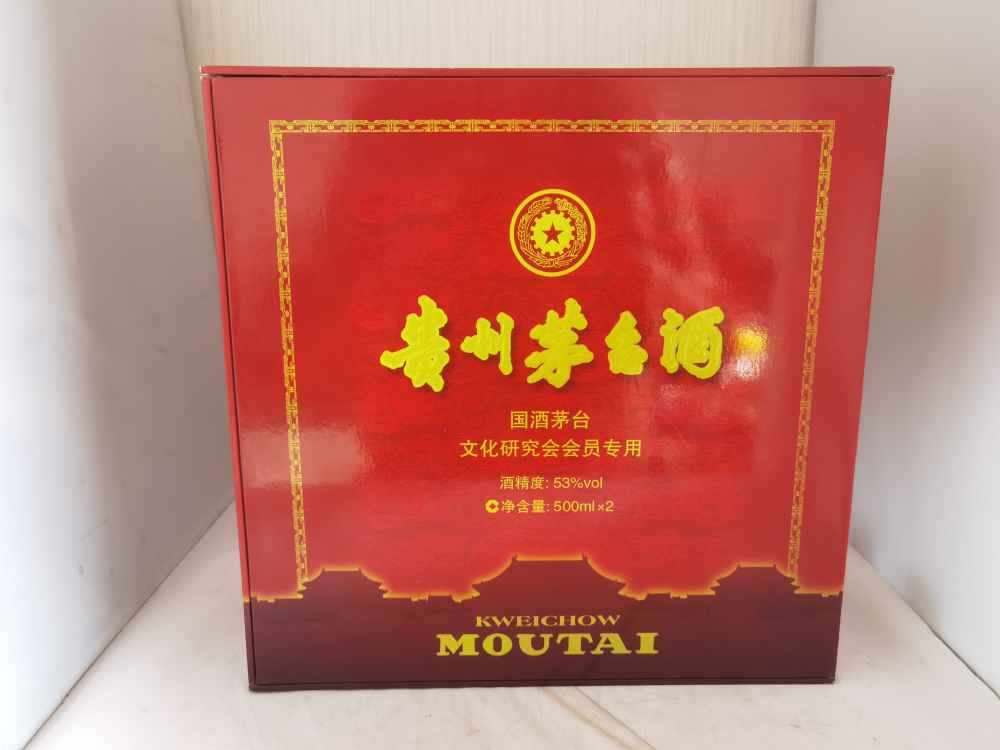 贵州茅台酒
国酒茅台
文化研究会会员专用
酒精度: 53%vol
净含量: 500ml×2
KWEICHOW
MOUTAI